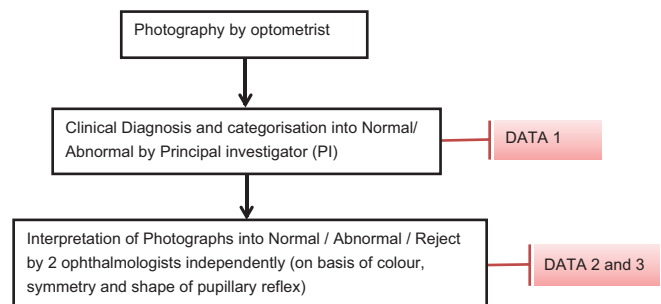 Photography by optometrist
Clinical Diagnosis and categorisation into Normal/
Abnormal by Principal investigator (PI)
DATA 1
Interpretation of Photographs into Normal / Abnormal / Reject
by 2 ophthalmologists independently (on basis of colour,
symmetry and shape of pupillary reflex)
DATA 2 and 3